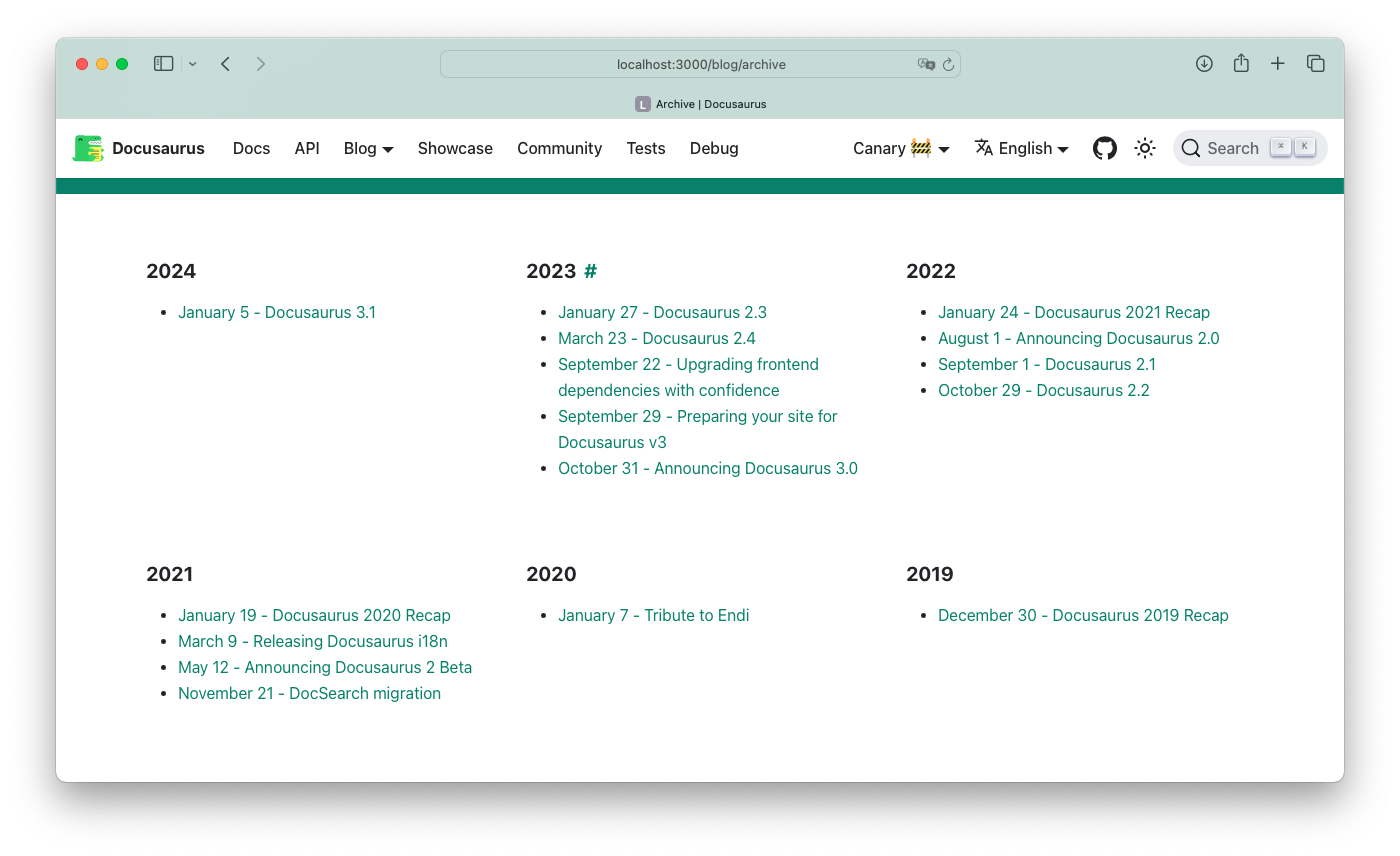 localhost:3000/blog/archive
L Archive | Docusaurus
Docusaurus Docs API Blog Showcase Community Tests Debug Canary 🚧 English Search ⌘ K
2024
January 5 - Docusaurus 3.1
2023 #
January 27 - Docusaurus 2.3
March 23 - Docusaurus 2.4
September 22 - Upgrading frontend
dependencies with confidence
September 29 - Preparing your site for
Docusaurus v3
October 31 - Announcing Docusaurus 3.0
2022
January 24 - Docusaurus 2021 Recap
August 1 - Announcing Docusaurus 2.0
September 1 - Docusaurus 2.1
October 29 - Docusaurus 2.2
2021
January 19 - Docusaurus 2020 Recap
March 9 - Releasing Docusaurus i18n
May 12 - Announcing Docusaurus 2 Beta
November 21 - DocSearch migration
2020
January 7 - Tribute to Endi
2019
December 30 - Docusaurus 2019 Recap